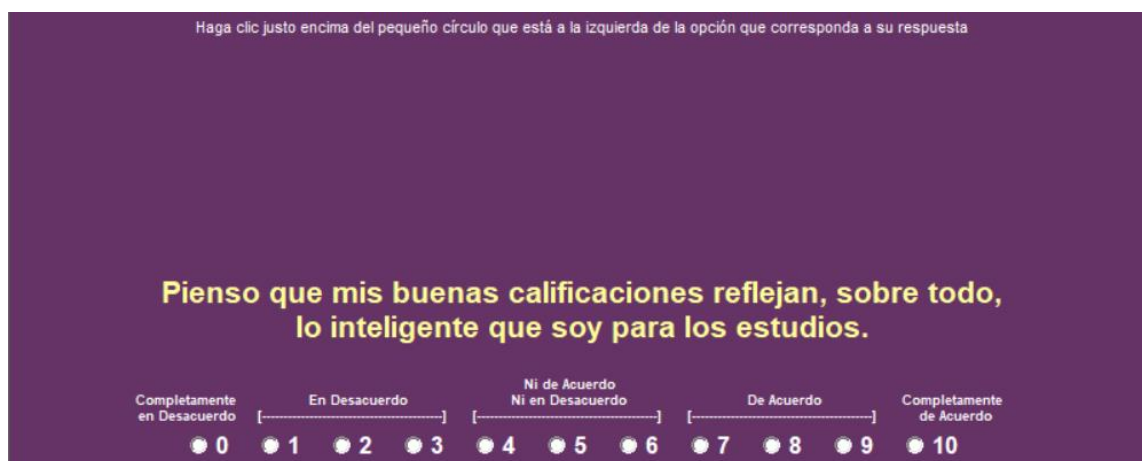 Haga clic justo encima del pequeño círculo que está a la izquierda de la opción que corresponda a su respuesta
Pienso que mis buenas calificaciones reflejan, sobre todo,
lo inteligente que soy para los estudios.
Ni de Acuerdo
Completamente En Desacuerdo Ni en Desacuerdo De Acuerdo Completamente
en Desacuerdo [---------------------------------] [---------------------------------] [---------------------------------] de Acuerdo
0 1 2 3 4 5 6 7 8 9 10